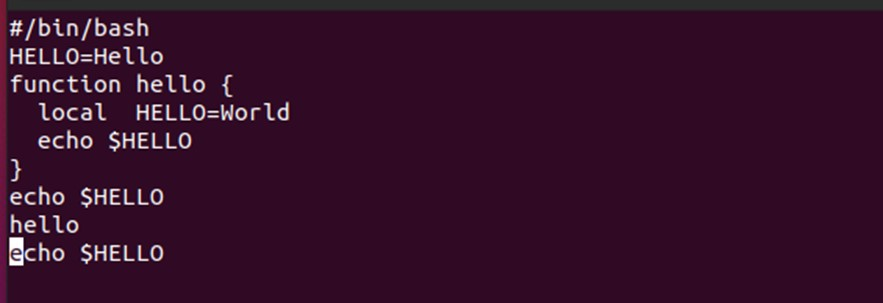 #/bin/bash
HELLO=Hello
function hello {
  local  HELLO=World
  echo $HELLO
}
echo $HELLO
hello
echo $HELLO